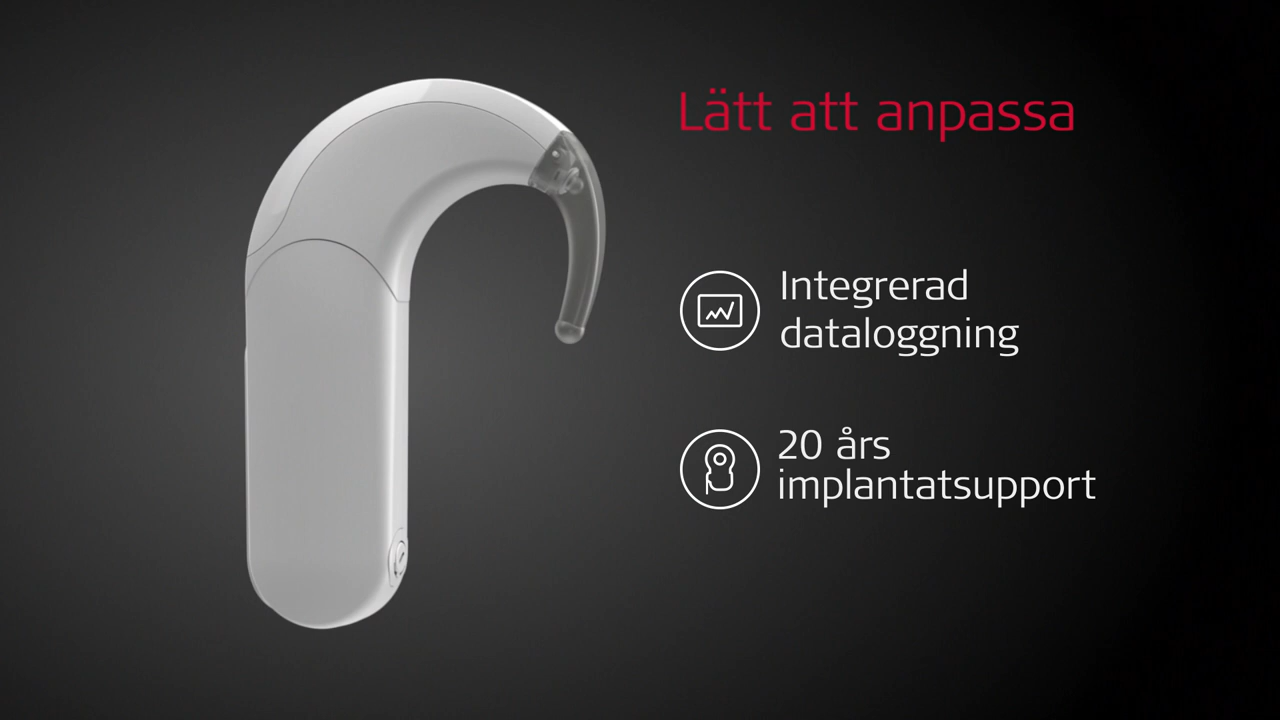 Lätt att anpassa
Integrerad
dataloggning
20 års
implantatsupport